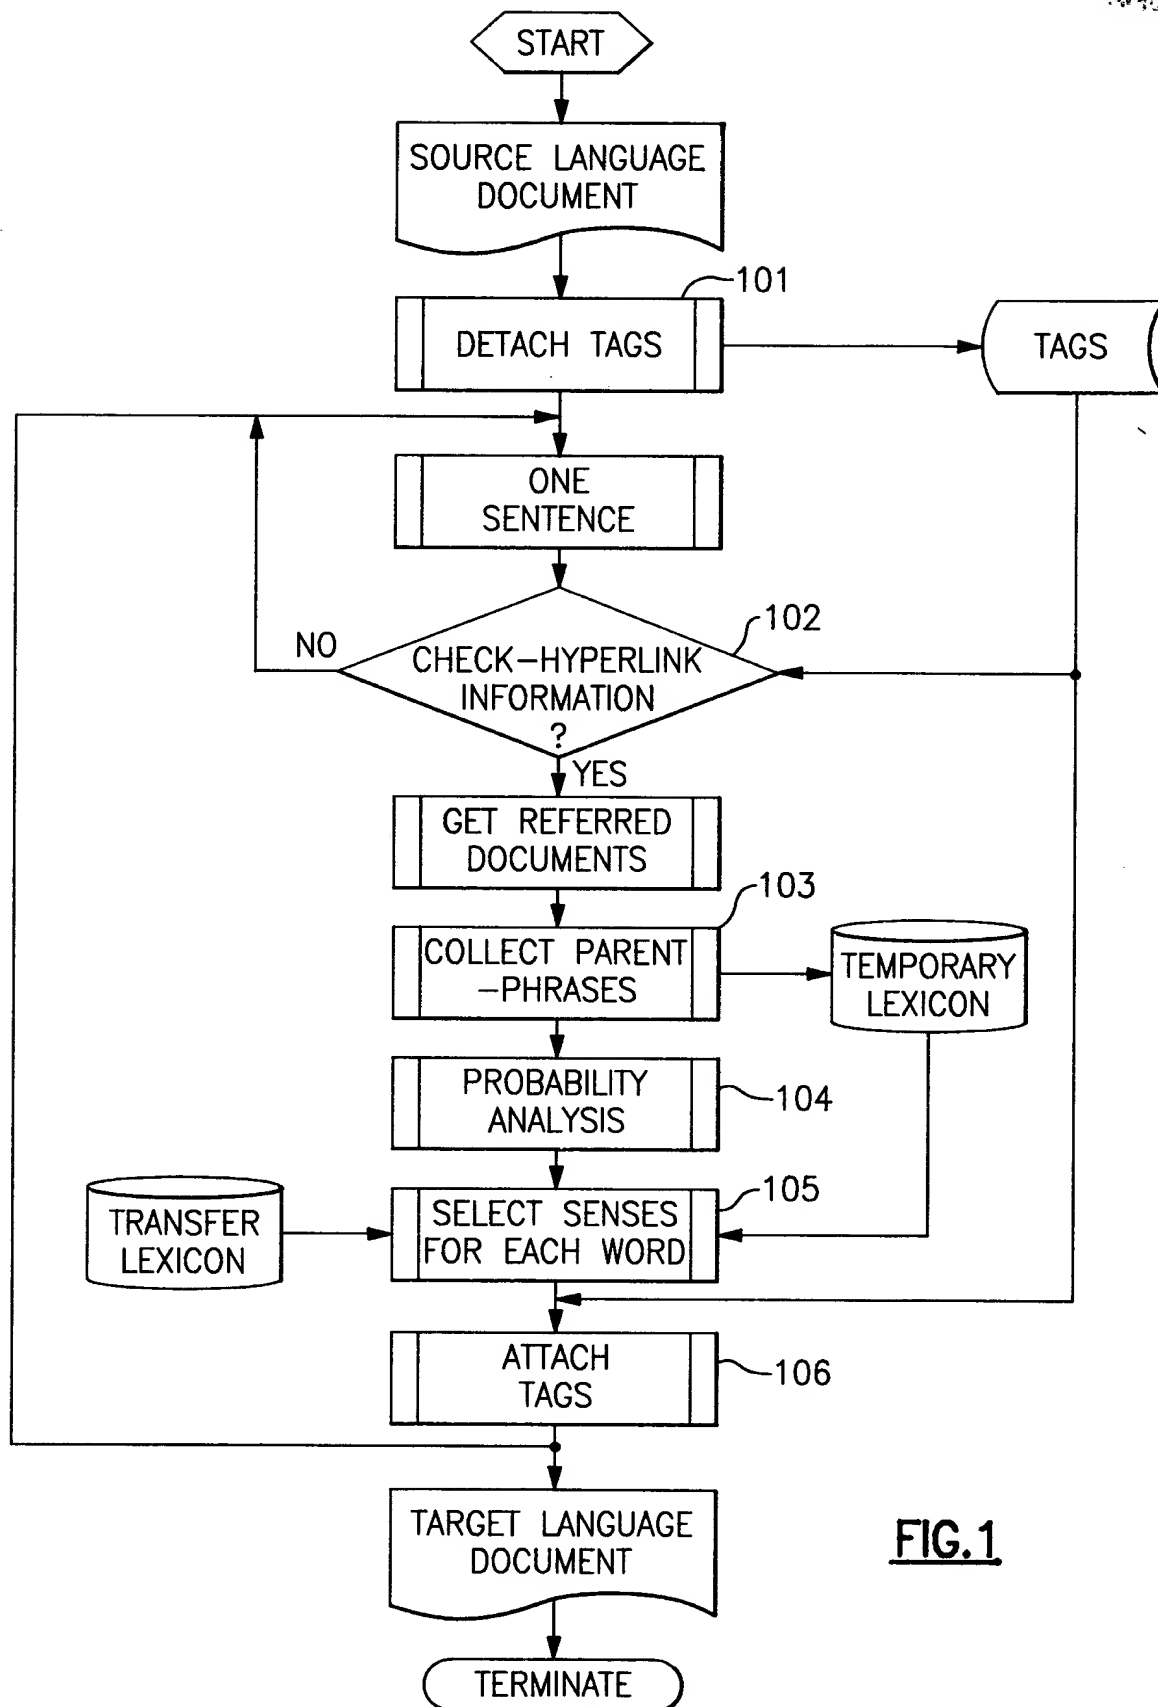 START
SOURCE LANGUAGE
DOCUMENT
101
DETACH TAGS
TAGS
ONE
SENTENCE
102
NO
CHECK-HYPERLINK
INFORMATION
?
YES
GET REFERRED
DOCUMENTS
103
COLLECT PARENT
-PHRASES
TEMPORARY
LEXICON
PROBABILITY
ANALYSIS
104
105
SELECT SENSES
FOR EACH WORD
TRANSFER
LEXICON
ATTACH
TAGS
106
TARGET LANGUAGE
DOCUMENT
FIG.1
TERMINATE